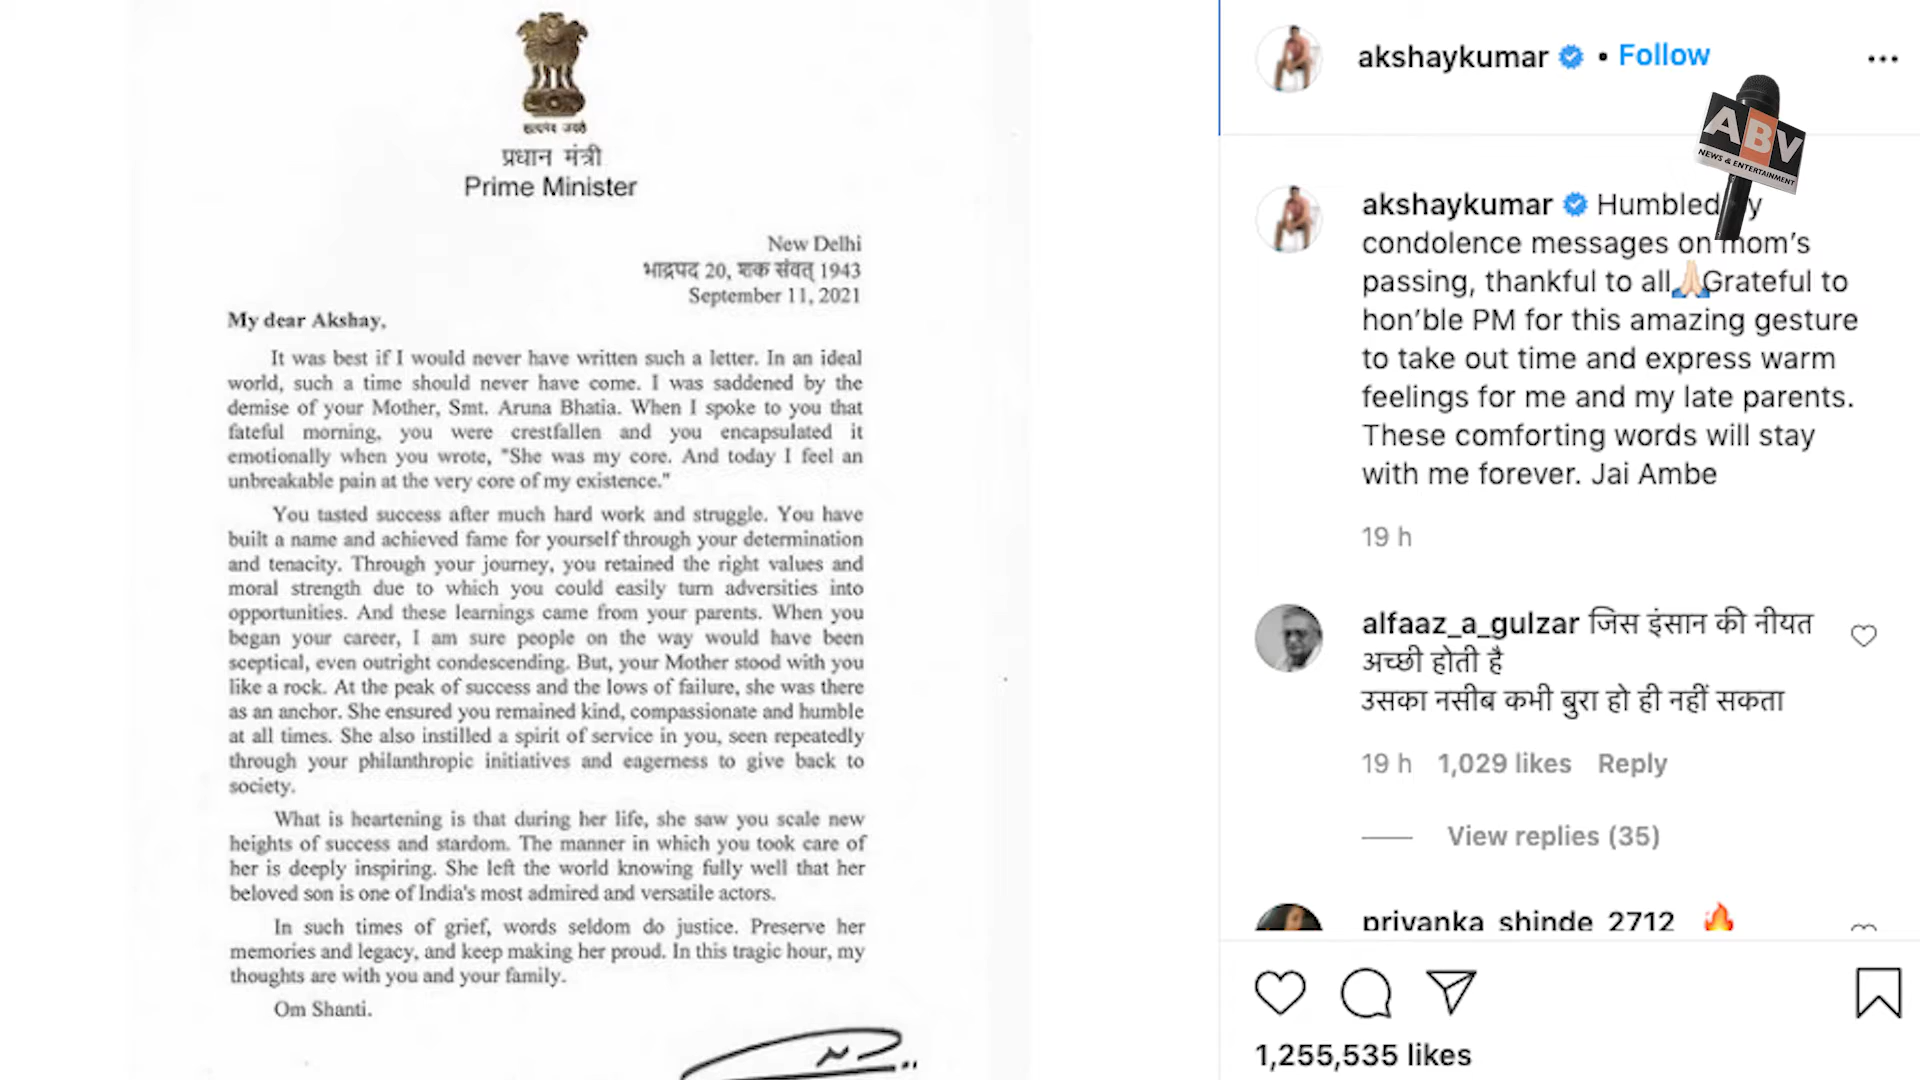 सत्यमेव जयते
प्रधान मंत्री
Prime Minister
New Delhi
भाद्रपद 20, शक संवत् 1943
September 11, 2021
My dear Akshay,
It was best if I would never have written such a letter. In an ideal
world, such a time should never have come. I was saddened by the
demise of your Mother, Smt. Aruna Bhatia. When I spoke to you that
fateful morning, you were crestfallen and you encapsulated it
emotionally when you wrote, "She was my core. And today I feel an
unbreakable pain at the very core of my existence."
You tasted success after much hard work and struggle. You have
built a name and achieved fame for yourself through your determination
and tenacity. Through your journey, you retained the right values and
moral strength due to which you could easily turn adversities into
opportunities. And these learnings came from your parents. When you
began your career, I am sure people on the way would have been
sceptical, even outright condescending. But, your Mother stood with you
like a rock. At the peak of success and the lows of failure, she was there
as an anchor. She ensured you remained kind, compassionate and humble
at all times. She also instilled a spirit of service in you, seen repeatedly
through your philanthropic initiatives and eagerness to give back to
society.
What is heartening is that during her life, she saw you scale new
heights of success and stardom. The manner in which you took care of
her is deeply inspiring. She left the world knowing fully well that her
beloved son is one of India's most admired and versatile actors.
In such times of grief, words seldom do justice. Preserve her
memories and legacy, and keep making her proud. In this tragic hour, my
thoughts are with you and your family.
Om Shanti.
akshaykumar • Follow
ABV
NEWS & ENTERTAINMENT
akshaykumar Humbled y
condolence messages on mom's
passing, thankful to all🙏🏻Grateful to
hon'ble PM for this amazing gesture
to take out time and express warm
feelings for me and my late parents.
These comforting words will stay
with me forever. Jai Ambe
19 h
alfaaz_a_gulzar जिस इंसान की नीयत
अच्छी होती है
उसका नसीब कभी बुरा हो ही नहीं सकता
19 h 1,029 likes Reply
View replies (35)
priyanka_shinde_2712 🔥
1,255,535 likes